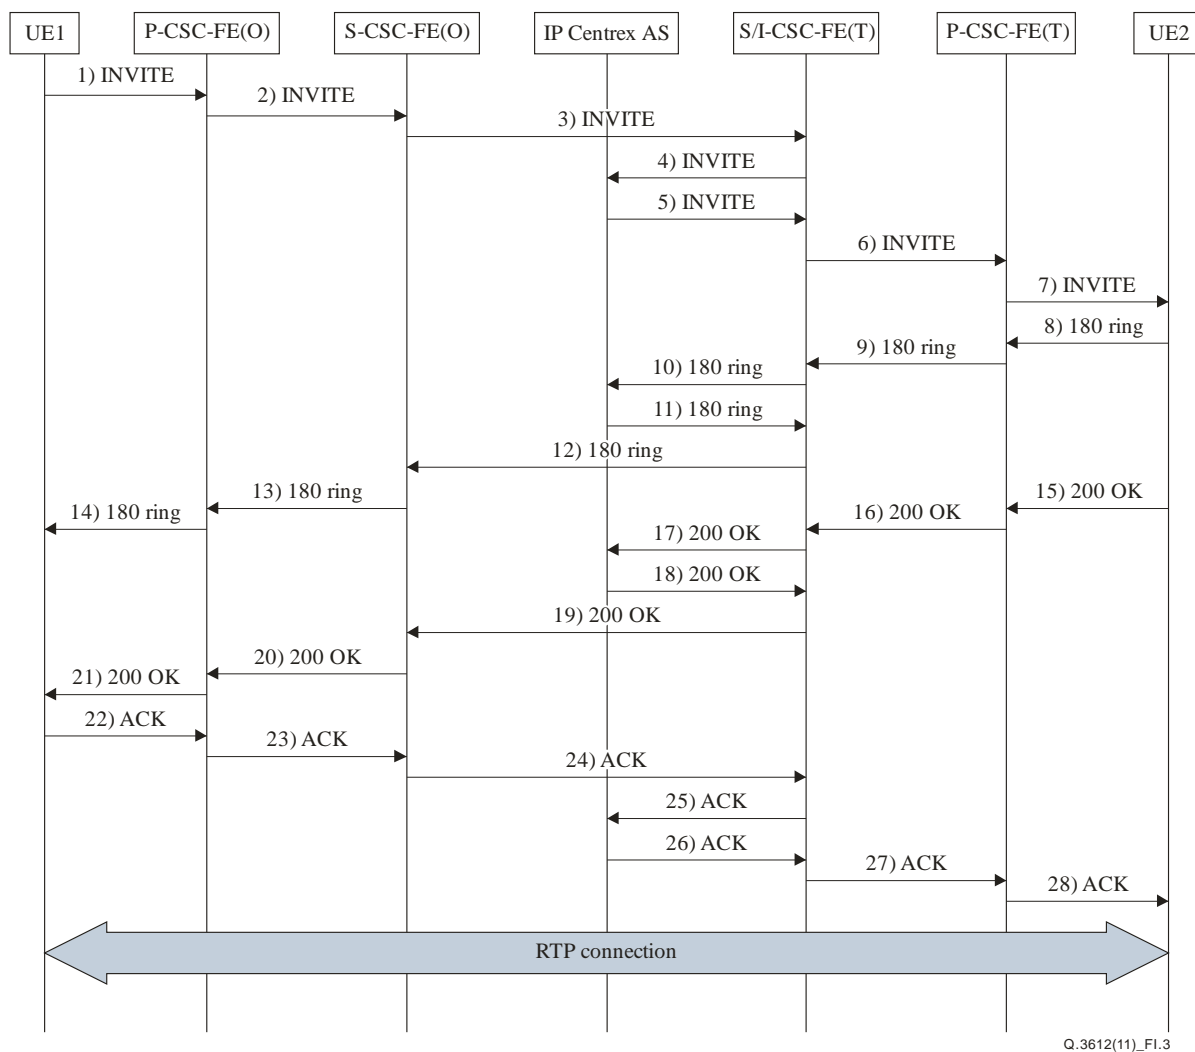 UE1 P-CSC-FE(O) S-CSC-FE(O) IP Centrex AS S/I-CSC-FE(T) P-CSC-FE(T) UE2
1) INVITE
2) INVITE
3) INVITE
4) INVITE
5) INVITE
6) INVITE
7) INVITE
8) 180 ring
9) 180 ring
10) 180 ring
11) 180 ring
12) 180 ring
13) 180 ring
14) 180 ring
15) 200 OK
16) 200 OK
17) 200 OK
18) 200 OK
19) 200 OK
20) 200 OK
21) 200 OK
22) ACK
23) ACK
24) ACK
25) ACK
26) ACK
27) ACK
28) ACK
RTP connection
Q.3612(11)_FI.3